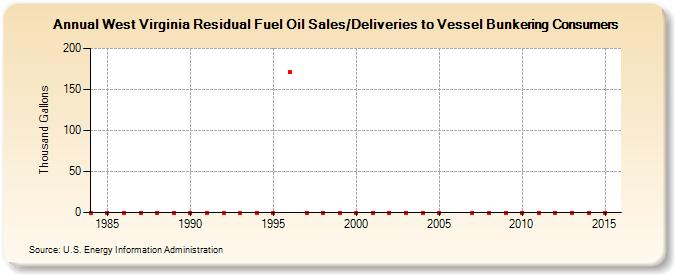 Annual West Virginia Residual Fuel Oil Sales/Deliveries to Vessel Bunkering Consumers
Thousand Gallons
200
150
100
50
0
1985 1990 1995 2000 2005 2010 2015
Source: U.S. Energy Information Administration